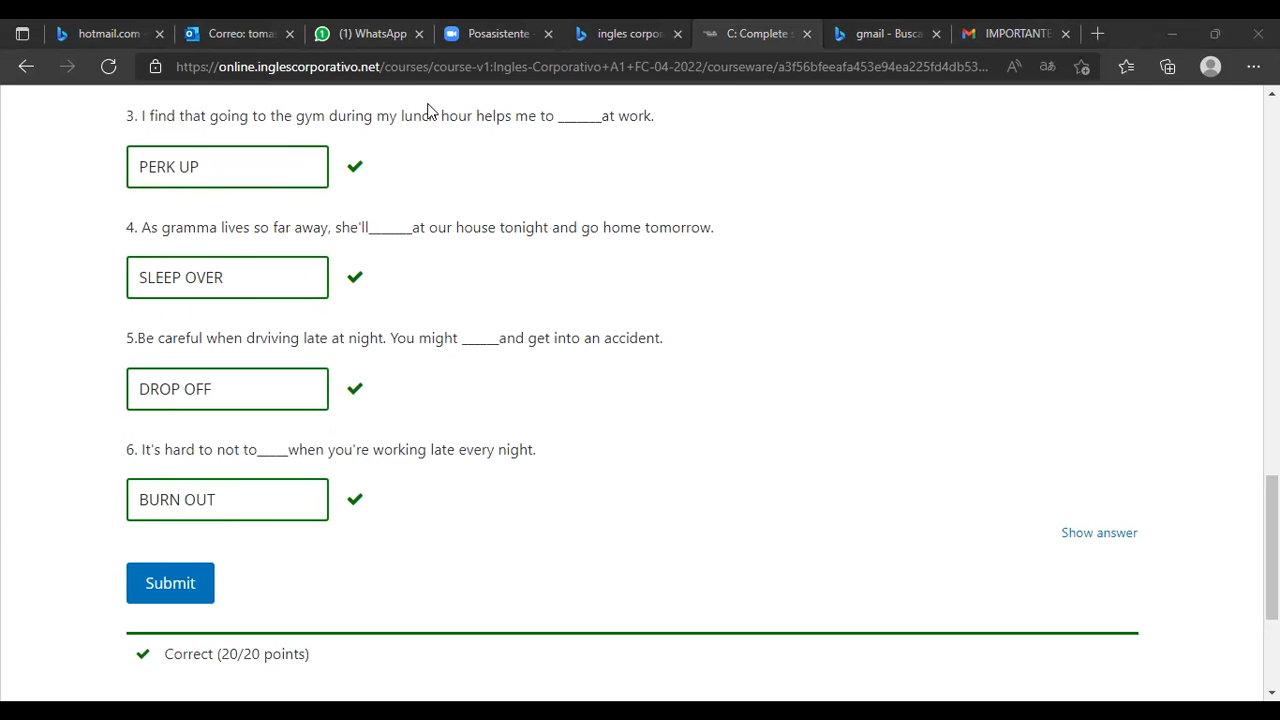 hotmail.com
Correo: toma
(1) WhatsApp
Posasistente -
ingles corpor
C: Complete s
gmail - Busca
IMPORTANTE
https://online.inglescorporativo.net/courses/course-v1:Ingles-Corporativo+A1+FC-04-2022/courseware/a3f56bfeeafa453e94ea225fd4db53...
3. I find that going to the gym during my lunch hour helps me to ______at work.
PERK UP
4. As gramma lives so far away, she'll______at our house tonight and go home tomorrow.
SLEEP OVER
5.Be careful when drviving late at night. You might _____and get into an accident.
DROP OFF
6. It's hard to not to____when you're working late every night.
BURN OUT
Show answer
Submit
Correct (20/20 points)